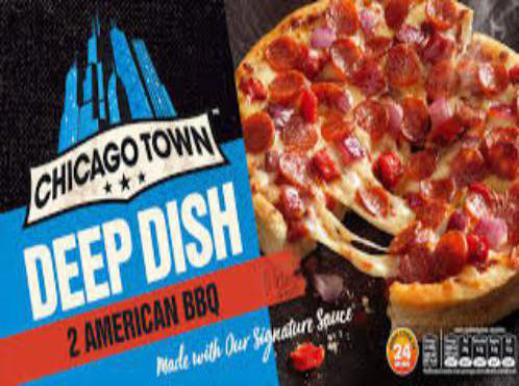 CHICAGO TOWN
DEEP DISH
2 AMERICAN BBQ
Made with Our Signature Sauce
24